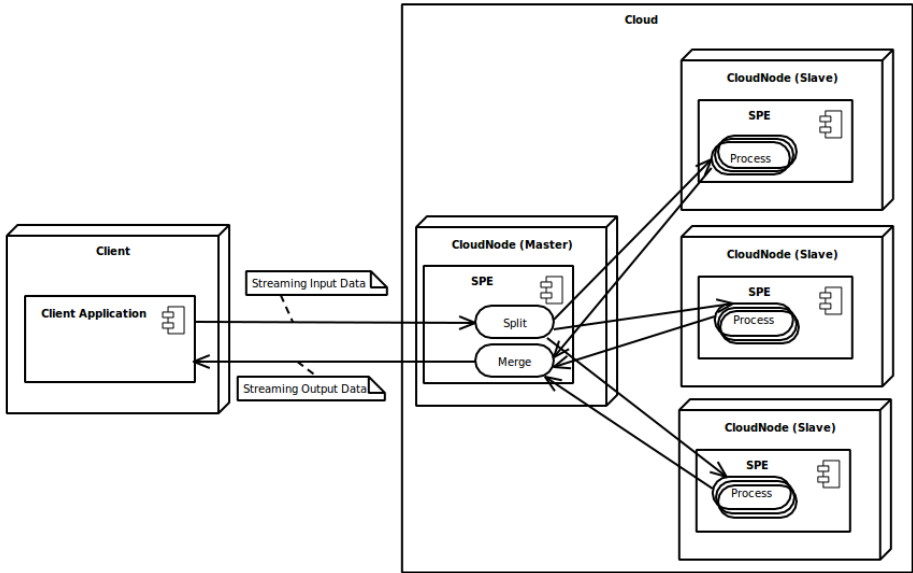 Cloud
CloudNode (Slave)
SPE
Process
Client
Client Application
Streaming Input Data
Streaming Output Data
CloudNode (Master)
SPE
Split
Merge
CloudNode (Slave)
SPE
Process
CloudNode (Slave)
SPE
Process